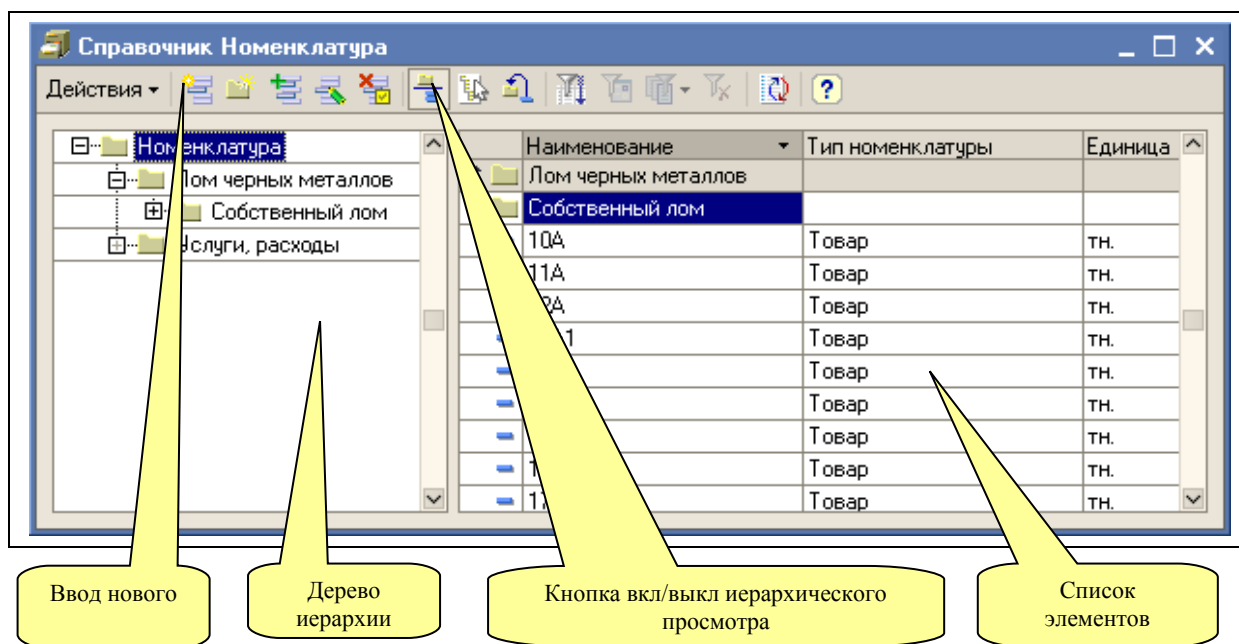 Справочник Номенклатура
Действия
Номенклатура
Наименование Тип номенклатуры Единица
Лом черных металлов
Лом черных металлов
Собственный лом
Собственный лом
Услуги, расходы
10А Товар тн.
11А Товар тн.
Товар тн.
Товар тн.
Товар тн.
Товар тн.
Товар тн.
Товар тн.
Товар тн.
Ввод нового
Дерево
иерархии
Кнопка вкл/выкл иерархического
просмотра
Список
элементов